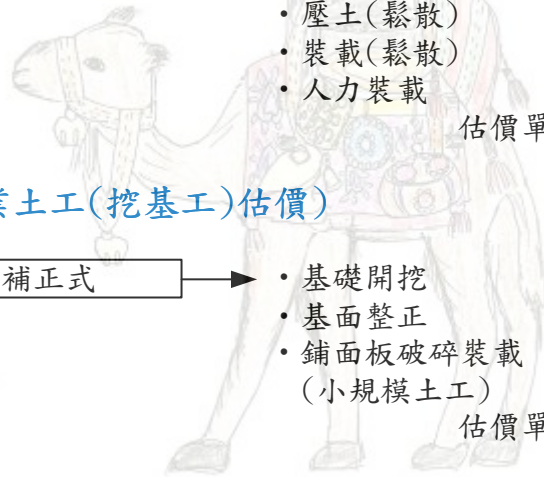 ・壓土(鬆散)
・裝載(鬆散)
・人力裝載
估價單
業土工(挖基工)估價)
補正式
・基礎開挖
・基面整正
・鋪面板破碎裝載
(小規模土工)
估價單